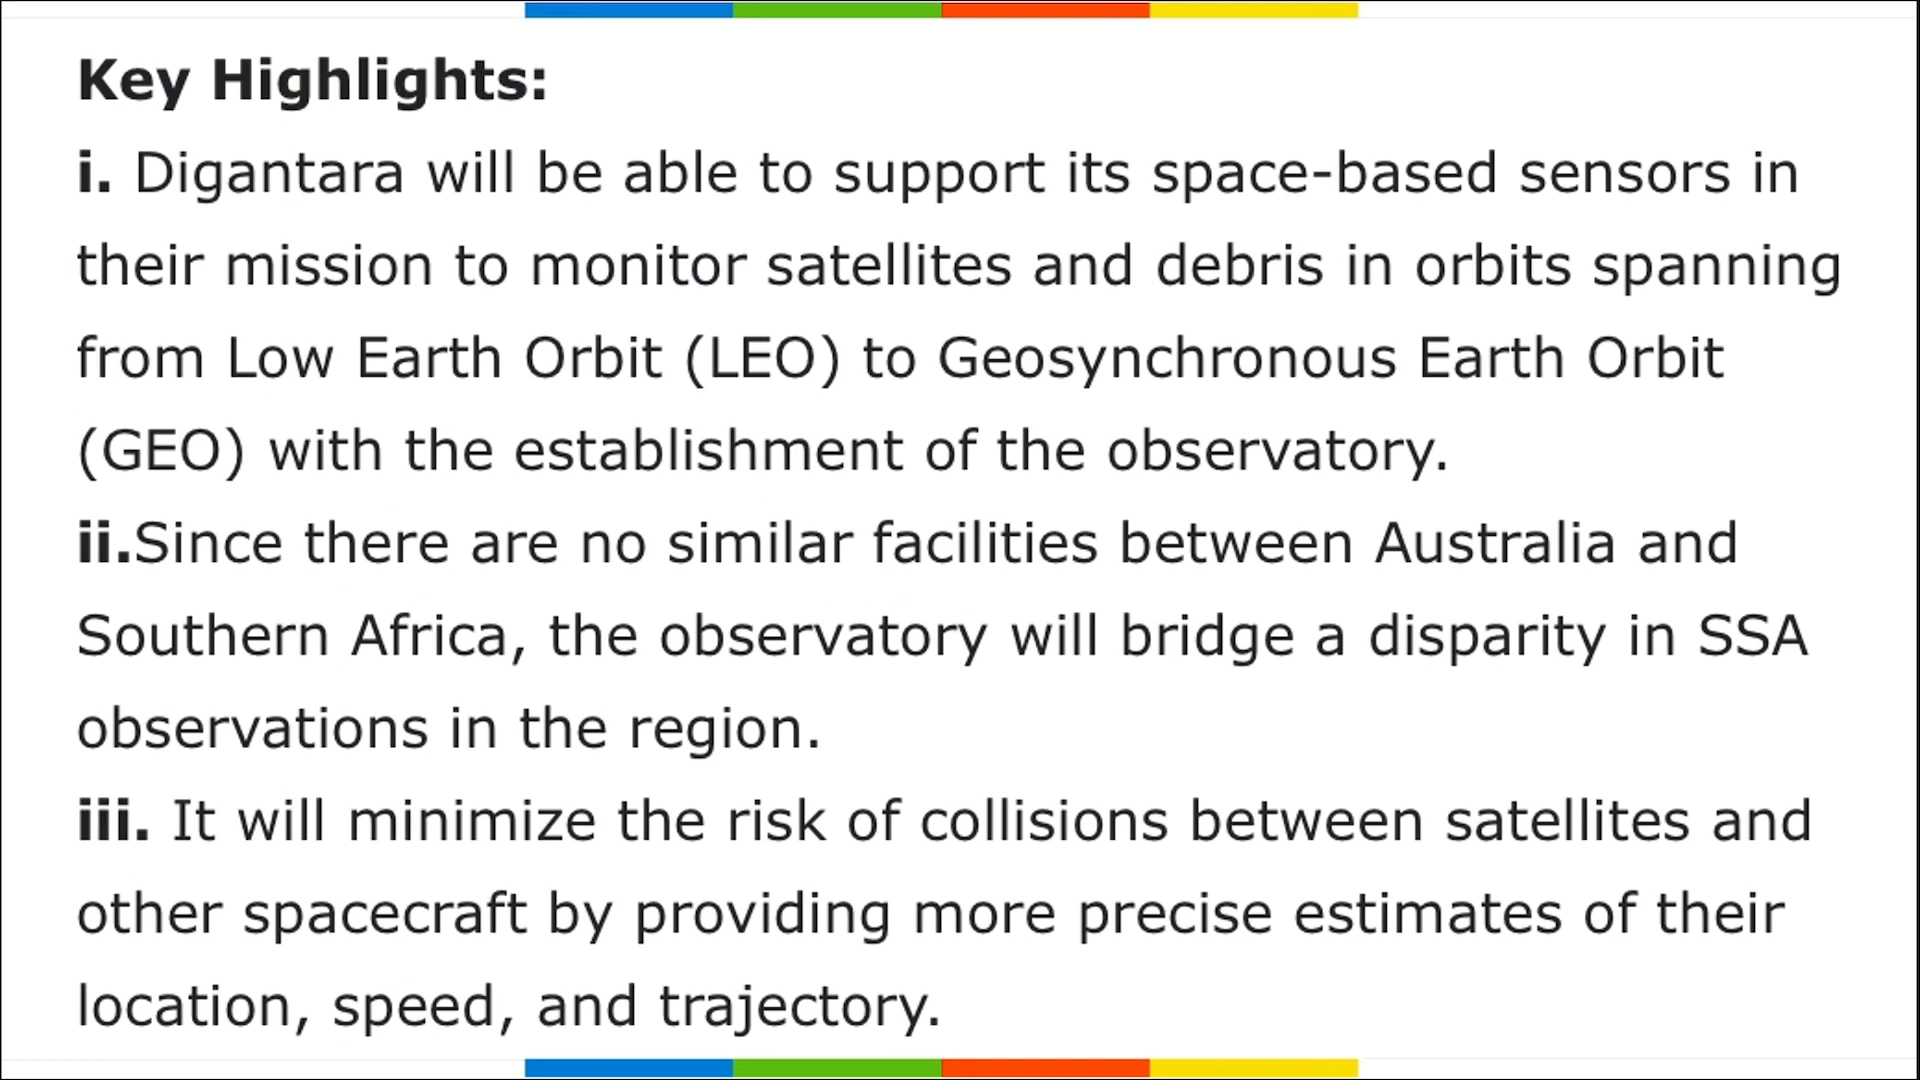 Key Highlights:
i. Digantara will be able to support its space-based sensors in
their mission to monitor satellites and debris in orbits spanning
from Low Earth Orbit (LEO) to Geosynchronous Earth Orbit
(GEO) with the establishment of the observatory.
ii.Since there are no similar facilities between Australia and
Southern Africa, the observatory will bridge a disparity in SSA
observations in the region.
iii. It will minimize the risk of collisions between satellites and
other spacecraft by providing more precise estimates of their
location, speed, and trajectory.